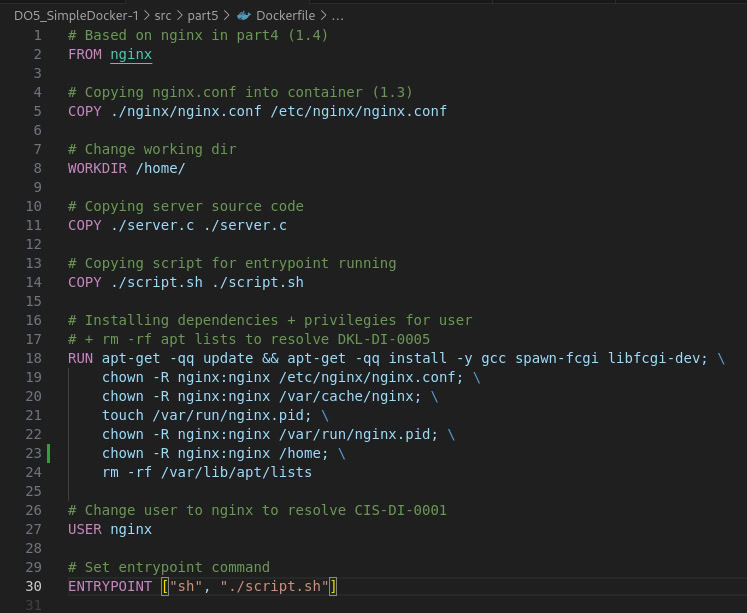 DO5_SimpleDocker-1 > src > part5 > Dockerfile > ...
1 # Based on nginx in part4 (1.4)
2 FROM nginx
3
4 # Copying nginx.conf into container (1.3)
5 COPY ./nginx/nginx.conf /etc/nginx/nginx.conf
6
7 # Change working dir
8 WORKDIR /home/
9
10 # Copying server source code
11 COPY ./server.c ./server.c
12
13 # Copying script for entrypoint running
14 COPY ./script.sh ./script.sh
15
16 # Installing dependencies + privilegies for user
17 # + rm -rf apt lists to resolve DKL-DI-0005
18 RUN apt-get -qq update && apt-get -qq install -y gcc spawn-fcgi libfcgi-dev; \
19 chown -R nginx:nginx /etc/nginx/nginx.conf; \
20 chown -R nginx:nginx /var/cache/nginx; \
21 touch /var/run/nginx.pid; \
22 chown -R nginx:nginx /var/run/nginx.pid; \
23 chown -R nginx:nginx /home; \
24 rm -rf /var/lib/apt/lists
25
26 # Change user to nginx to resolve CIS-DI-0001
27 USER nginx
28
29 # Set entrypoint command
30 ENTRYPOINT ["sh", "./script.sh"]
31